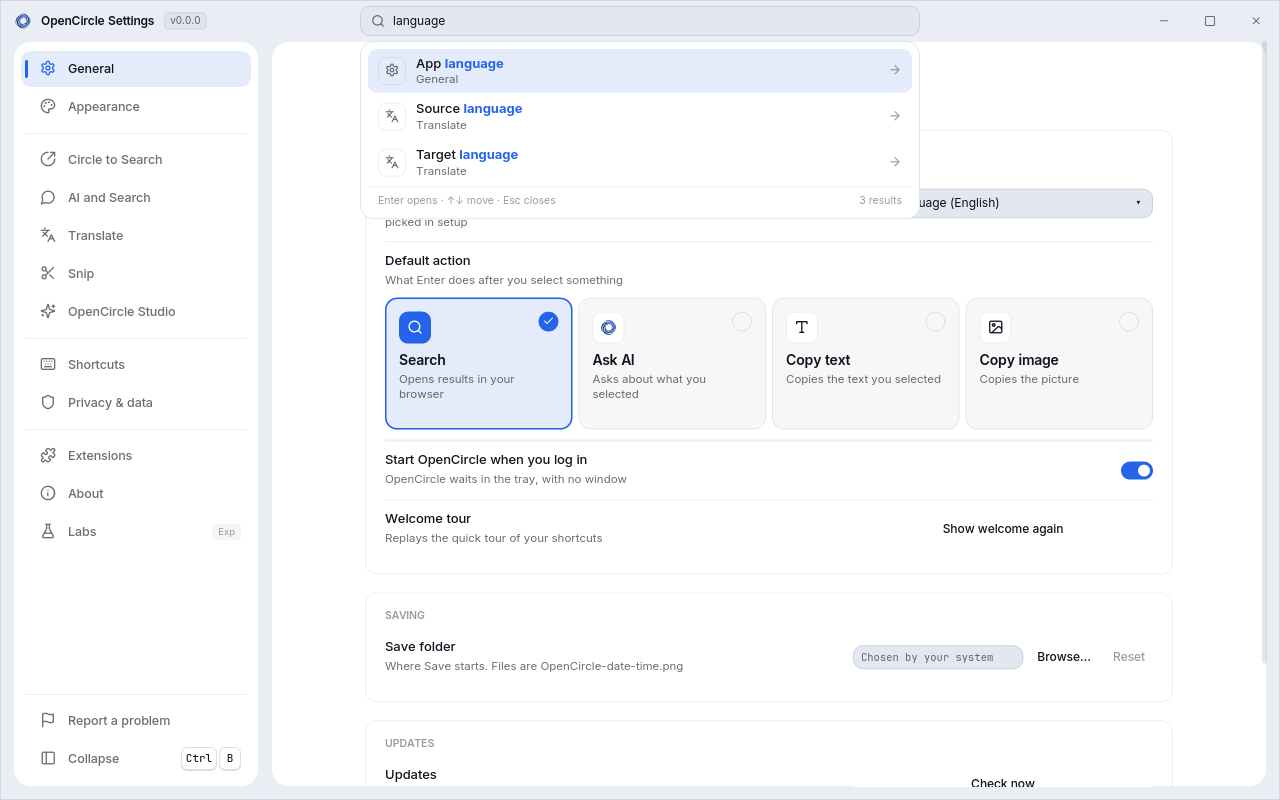 OpenCircle Settings v0.0.0
language
General
Appearance
Circle to Search
AI and Search
Translate
Snip
OpenCircle Studio
Shortcuts
Privacy & data
Extensions
About
Labs Exp
Report a problem
Collapse Ctrl B
App language
General
Source language
Translate
Target language
Translate
Enter opens · ↑↓ move · Esc closes 3 results
uage (English)
picked in setup
Default action
What Enter does after you select something
Search
Opens results in your
browser
Ask AI
Asks about what you
selected
Copy text
Copies the text you selected
Copy image
Copies the picture
Start OpenCircle when you log in
OpenCircle waits in the tray, with no window
Welcome tour
Replays the quick tour of your shortcuts
Show welcome again
SAVING
Save folder
Where Save starts. Files are OpenCircle-date-time.png
Chosen by your system Browse... Reset
UPDATES
Updates
Check now